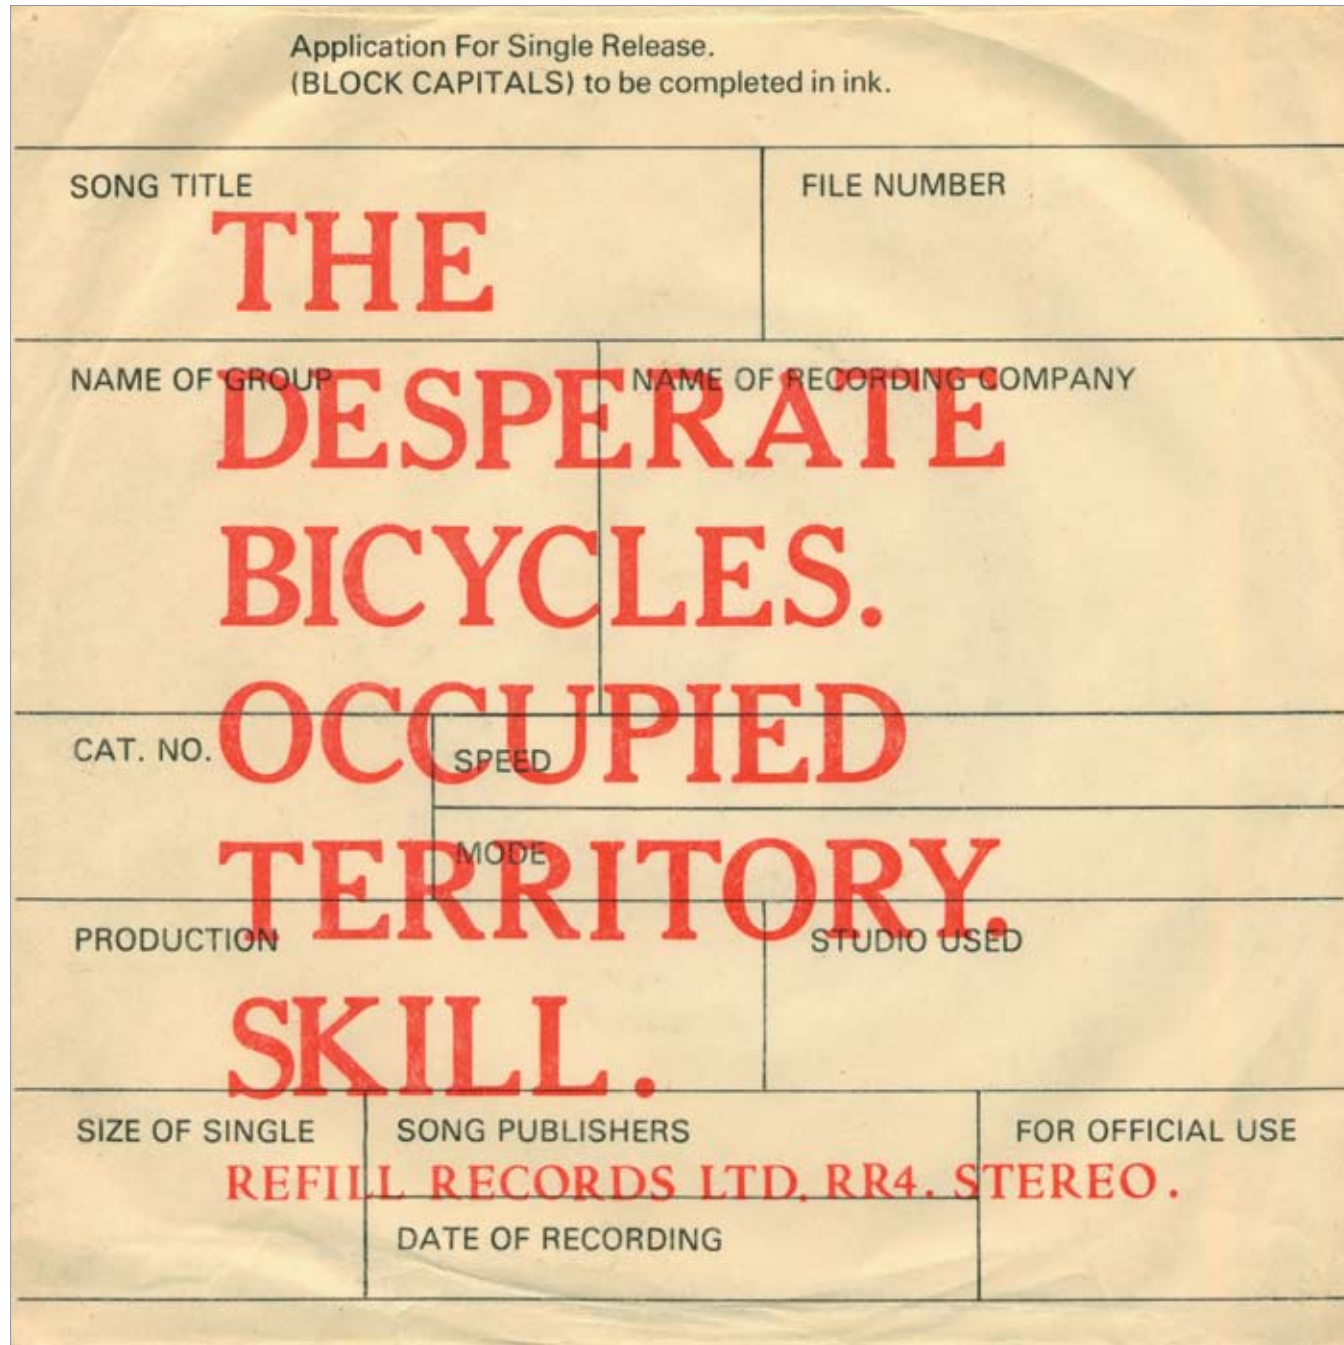 Application For Single Release.
(BLOCK CAPITALS) to be completed in ink.
SONG TITLE
FILE NUMBER
THE
NAME OF GROUP
NAME OF RECORDING COMPANY
DESPERATE
BICYCLES.
OCCUPIED
CAT. NO.
SPEED
MODE
TERRITORY.
PRODUCTION
STUDIO USED
SKILL.
SIZE OF SINGLE
SONG PUBLISHERS
FOR OFFICIAL USE
REFILL RECORDS LTD. RR4. STEREO.
DATE OF RECORDING